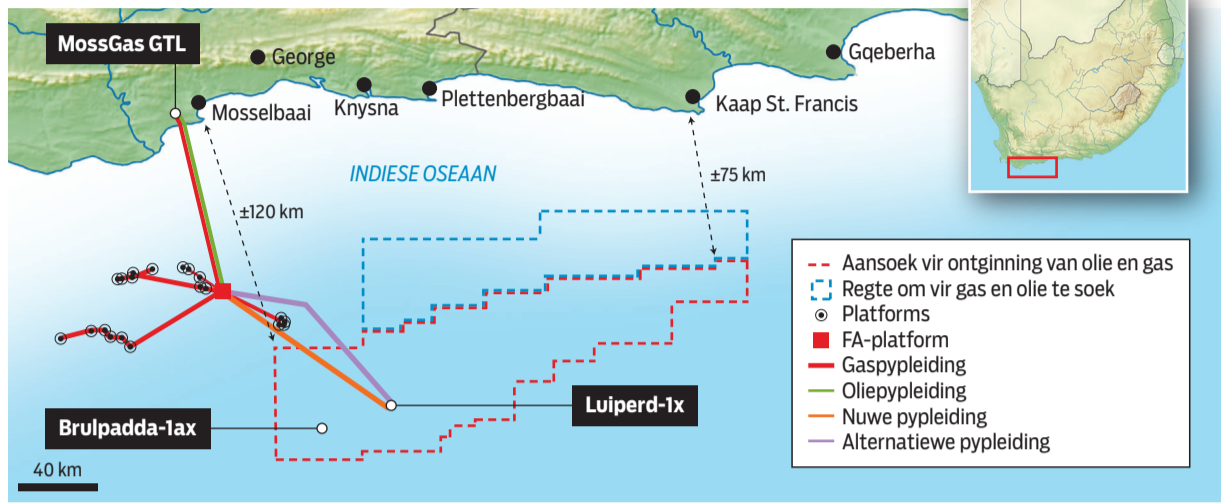 MossGas GTL
George
Mosselbaai
Knysna
Plettenbergbaai
Kaap St. Francis
Gqeberha
INDIESE OSEAAN
±120 km
±75 km
Brulpadda-1ax
Luiperd-1x
40 km
Aansoek vir ontginning van olie en gas
Regte om vir gas en olie te soek
Platforms
FA-platform
Gaspypleiding
Oliepypleiding
Nuwe pypleiding
Alternatiewe pypleiding